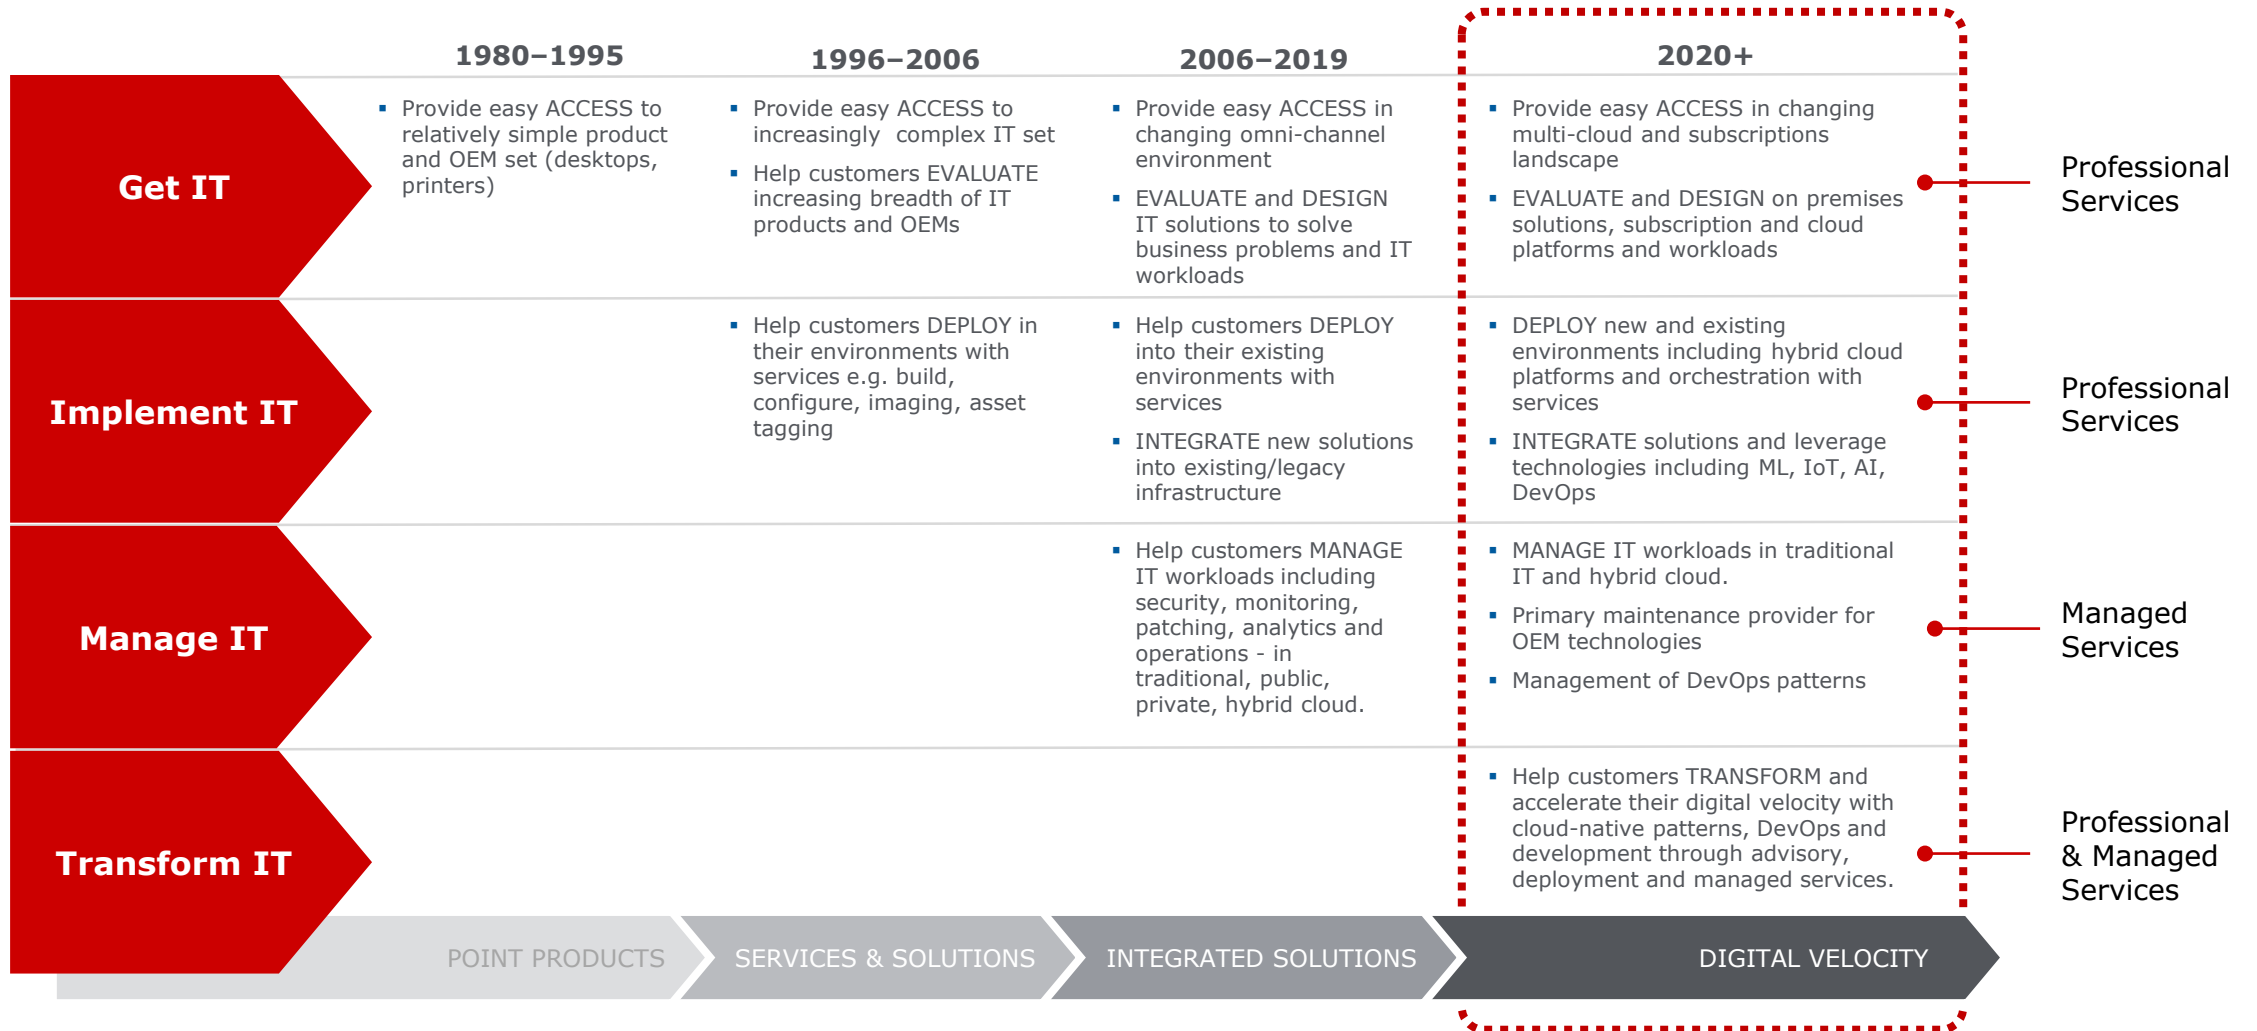 1980–1995
1996–2006
2006–2019
2020+
Get IT
▪ Provide easy ACCESS to
relatively simple product
and OEM set (desktops,
printers)
▪ Provide easy ACCESS to
increasingly  complex IT set
▪ Help customers EVALUATE
increasing breadth of IT
products and OEMs
▪ Provide easy ACCESS in
changing omni-channel
environment
▪ EVALUATE and DESIGN
IT solutions to solve
business problems and IT
workloads
▪ Provide easy ACCESS in changing
multi-cloud and subscriptions
landscape
▪ EVALUATE and DESIGN on premises
solutions, subscription and cloud
platforms and workloads
Professional
Services
Implement IT
▪ Help customers DEPLOY in
their environments with
services e.g. build,
configure, imaging, asset
tagging
▪ Help customers DEPLOY
into their existing
environments with
services
▪ INTEGRATE new solutions
into existing/legacy
infrastructure
▪ DEPLOY new and existing
environments including hybrid cloud
platforms and orchestration with
services
▪ INTEGRATE solutions and leverage
technologies including ML, IoT, AI,
DevOps
Professional
Services
Manage IT
▪ Help customers MANAGE
IT workloads including
security, monitoring,
patching, analytics and
operations - in
traditional, public,
private, hybrid cloud.
▪ MANAGE IT workloads in traditional
IT and hybrid cloud.
▪ Primary maintenance provider for
OEM technologies
▪ Management of DevOps patterns
Managed
Services
Transform IT
▪ Help customers TRANSFORM and
accelerate their digital velocity with
cloud-native patterns, DevOps and
development through advisory,
deployment and managed services.
Professional
& Managed
Services
POINT PRODUCTS
SERVICES & SOLUTIONS
INTEGRATED SOLUTIONS
DIGITAL VELOCITY